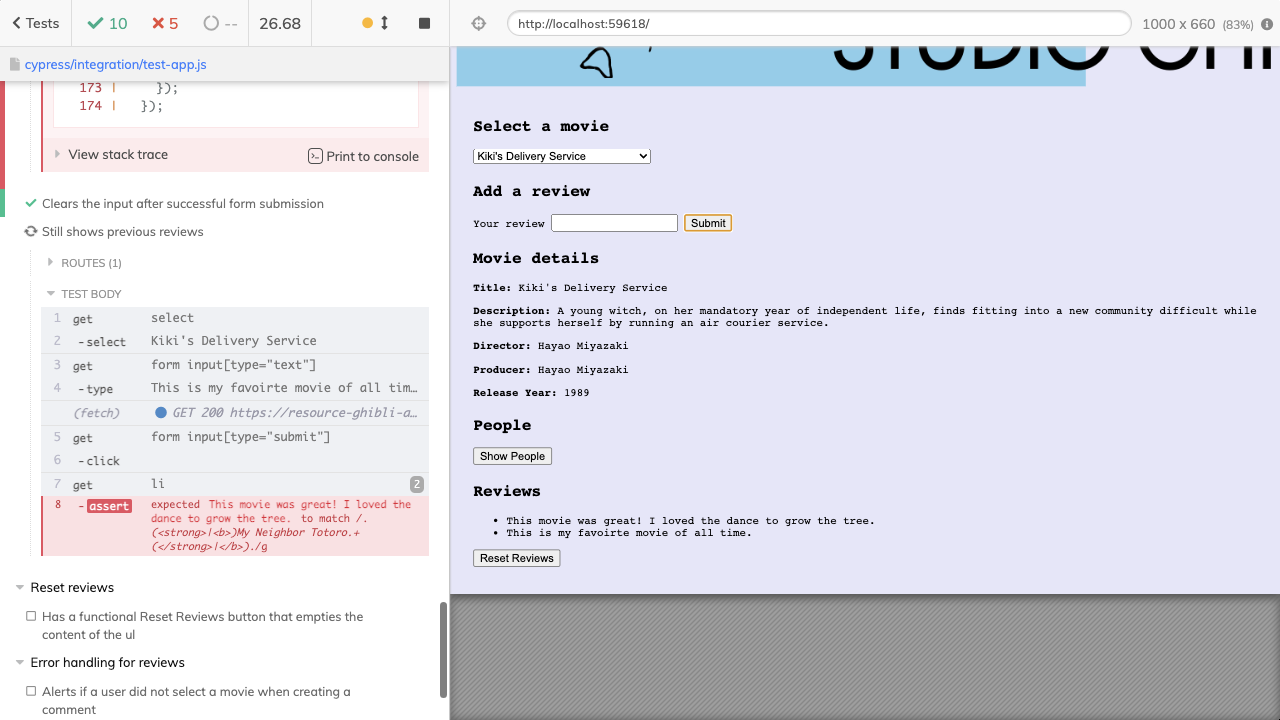 Tests
10
5
--
26.68
http://localhost:59618/
1000 x 660 (83%)
cypress/integration/test-app.js
173 | });
174 | });
View stack trace
Print to console
Clears the input after successful form submission
Still shows previous reviews
ROUTES (1)
TEST BODY
1 get select
2 -select Kiki's Delivery Service
3 get form input[type="text"]
4 -type This is my favoirte movie of all tim…
(fetch) GET 200 https://resource-ghibli-a…
5 get form input[type="submit"]
6 -click
7 get li 2
8 -assert expected This movie was great! I loved the
dance to grow the tree. to match /.
(<strong>|<b>)My Neighbor Totoro.+
(</strong>|</b>)./g
Reset reviews
Has a functional Reset Reviews button that empties the
content of the ul
Error handling for reviews
Alerts if a user did not select a movie when creating a
comment
STUDIO GHI
Select a movie
Kiki's Delivery Service
Add a review
Your review Submit
Movie details
Title: Kiki's Delivery Service
Description: A young witch, on her mandatory year of independent life, finds fitting into a new community difficult while
she supports herself by running an air courier service.
Director: Hayao Miyazaki
Producer: Hayao Miyazaki
Release Year: 1989
People
Show People
Reviews
• This movie was great! I loved the dance to grow the tree.
• This is my favoirte movie of all time.
Reset Reviews